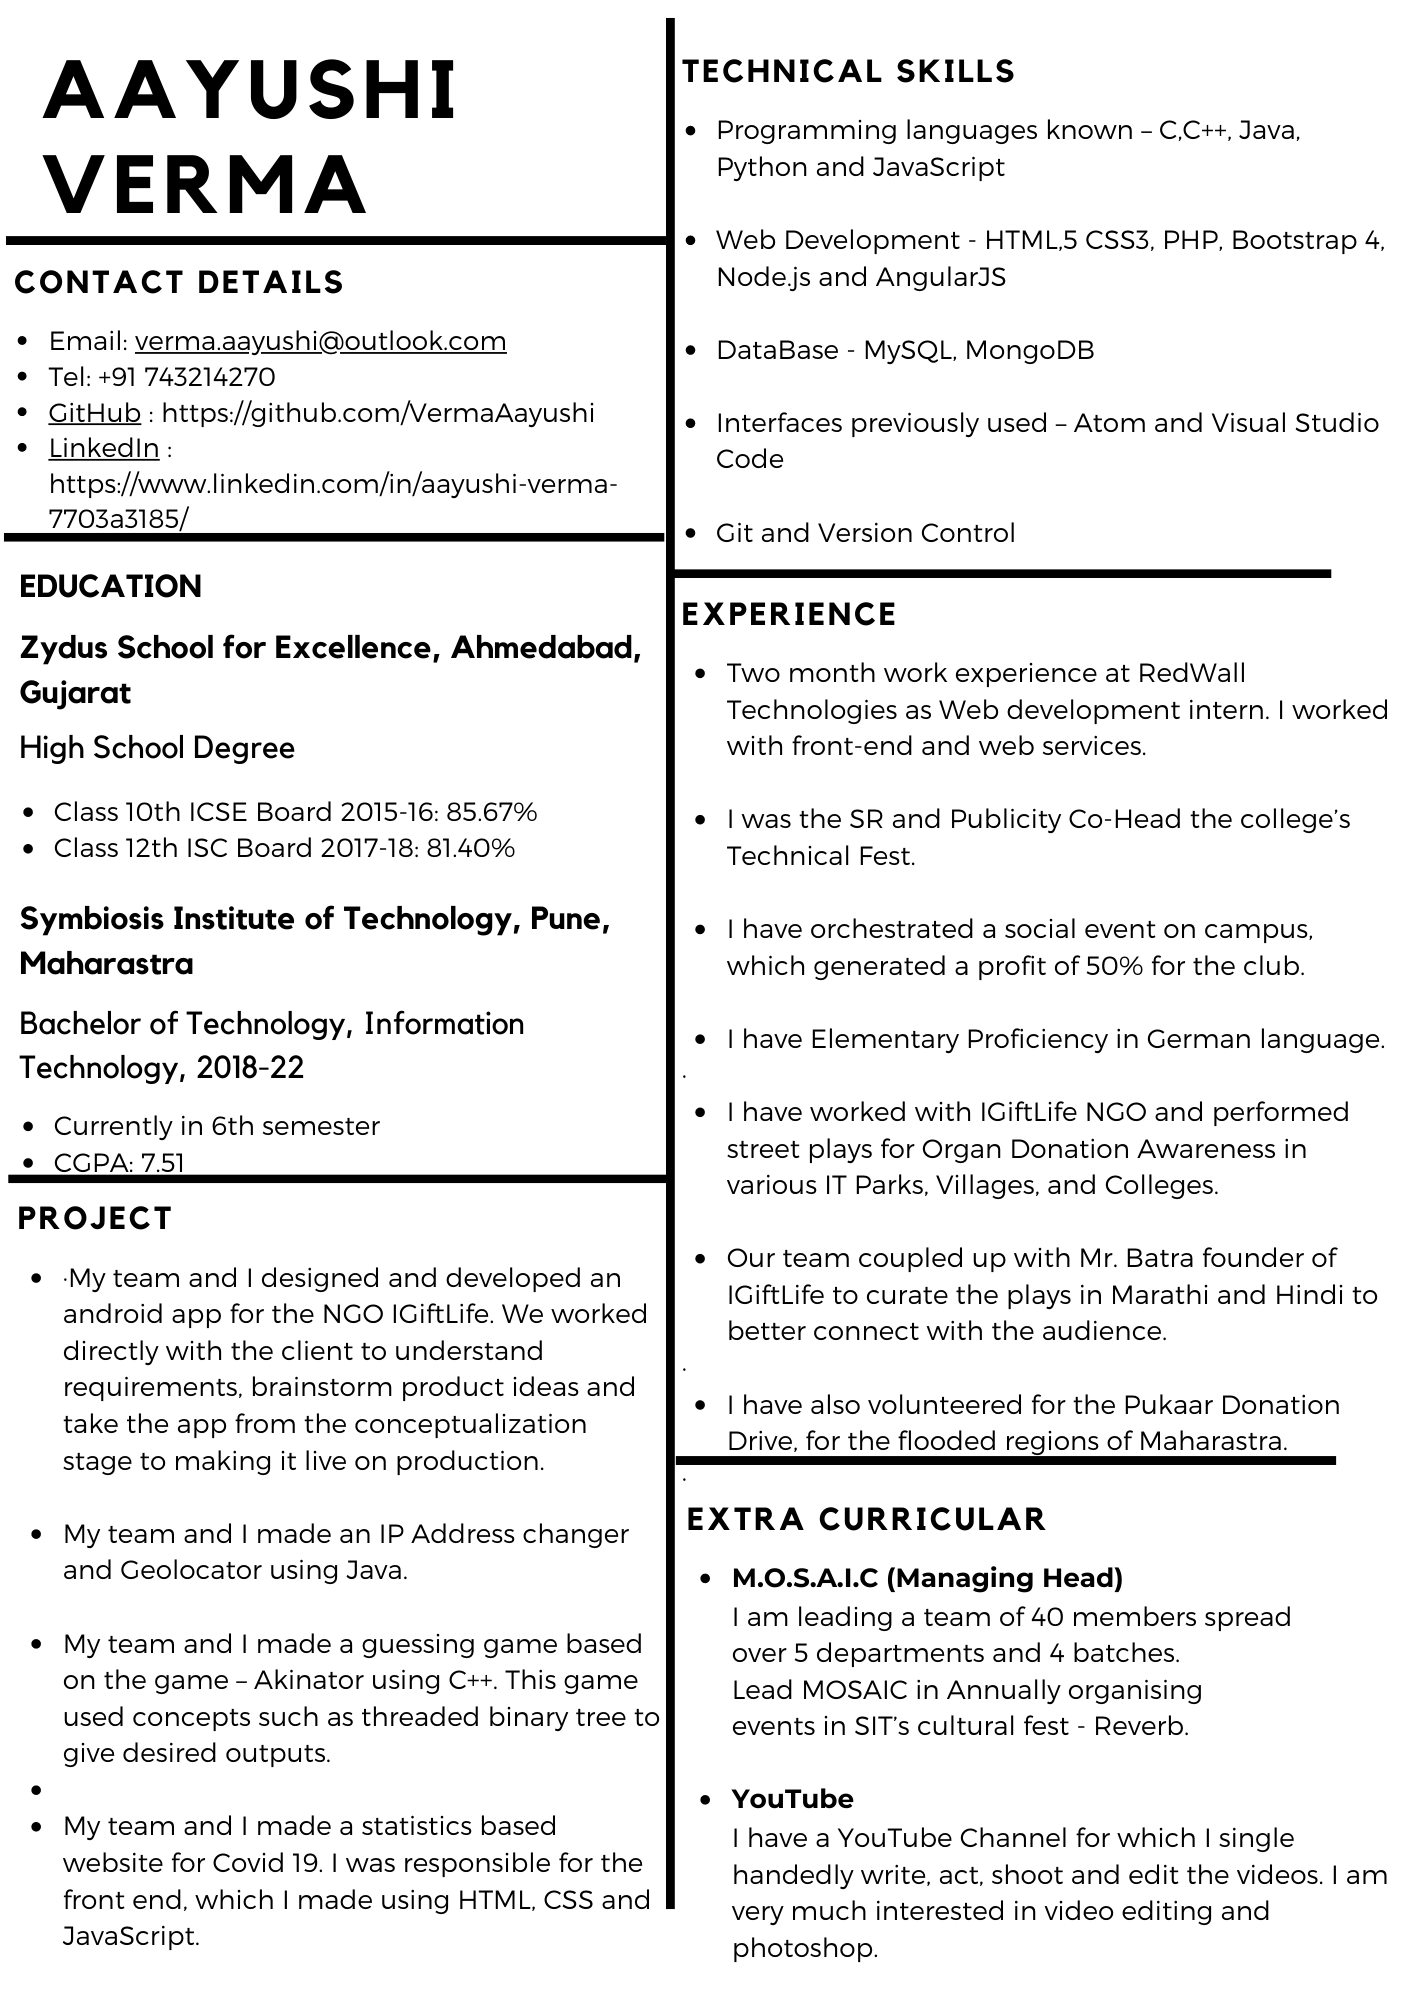 AAYUSHI
VERMA
CONTACT DETAILS
• Email: verma.aayushi@outlook.com
• Tel: +91 743214270
• GitHub : https://github.com/VermaAayushi
• LinkedIn :
https://www.linkedin.com/in/aayushi-verma-
7703a3185/
EDUCATION
Zydus School for Excellence, Ahmedabad,
Gujarat
High School Degree
• Class 10th ICSE Board 2015-16: 85.67%
• Class 12th ISC Board 2017-18: 81.40%
Symbiosis Institute of Technology, Pune,
Maharastra
Bachelor of Technology, Information
Technology, 2018-22
• Currently in 6th semester
• CGPA: 7.51
PROJECT
• ·My team and I designed and developed an
android app for the NGO IGiftLife. We worked
directly with the client to understand
requirements, brainstorm product ideas and
take the app from the conceptualization
stage to making it live on production.
• My team and I made an IP Address changer
and Geolocator using Java.
• My team and I made a guessing game based
on the game – Akinator using C++. This game
used concepts such as threaded binary tree to
give desired outputs.
•
• My team and I made a statistics based
website for Covid 19. I was responsible for the
front end, which I made using HTML, CSS and
JavaScript.
TECHNICAL SKILLS
• Programming languages known – C,C++, Java,
Python and JavaScript
• Web Development - HTML,5 CSS3, PHP, Bootstrap 4,
Node.js and AngularJS
• DataBase - MySQL, MongoDB
• Interfaces previously used – Atom and Visual Studio
Code
• Git and Version Control
EXPERIENCE
• Two month work experience at RedWall
Technologies as Web development intern. I worked
with front-end and web services.
• I was the SR and Publicity Co-Head the college’s
Technical Fest.
• I have orchestrated a social event on campus,
which generated a profit of 50% for the club.
• I have Elementary Proficiency in German language.
·
• I have worked with IGiftLife NGO and performed
street plays for Organ Donation Awareness in
various IT Parks, Villages, and Colleges.
• Our team coupled up with Mr. Batra founder of
IGiftLife to curate the plays in Marathi and Hindi to
better connect with the audience.
·
• I have also volunteered for the Pukaar Donation
Drive, for the flooded regions of Maharastra.
·
EXTRA CURRICULAR
• M.O.S.A.I.C (Managing Head)
I am leading a team of 40 members spread
over 5 departments and 4 batches.
Lead MOSAIC in Annually organising
events in SIT’s cultural fest - Reverb.
• YouTube
I have a YouTube Channel for which I single
handedly write, act, shoot and edit the videos. I am
very much interested in video editing and
photoshop.